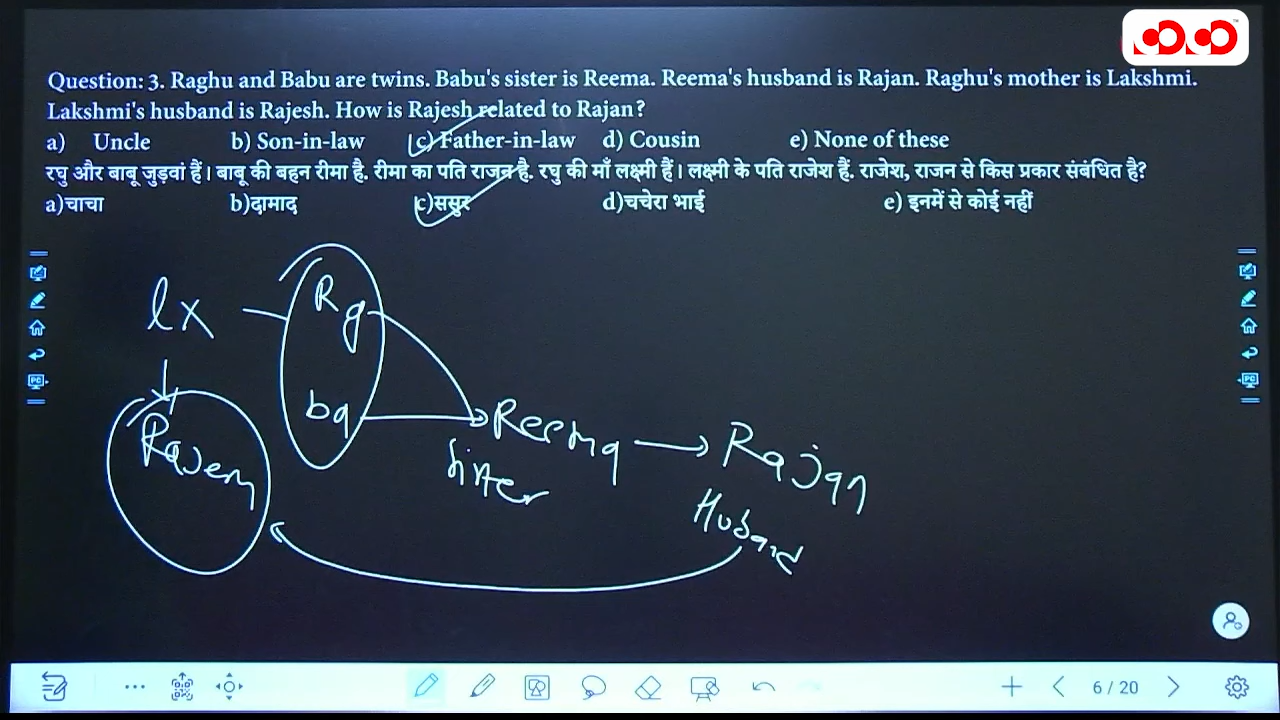 Question: 3. Raghu and Babu are twins. Babu's sister is Reema. Reema's husband is Rajan. Raghu's mother is Lakshmi.
Lakshmi's husband is Rajesh. How is Rajesh related to Rajan?
a) Uncle b) Son-in-law (c) Father-in-law d) Cousin e) None of these
रघु और बाबू जुड़वां हैं। बाबू की बहन रीमा है. रीमा का पति राजन है. रघु की माँ लक्ष्मी हैं। लक्ष्मी के पति राजेश हैं. राजेश, राजन से किस प्रकार संबंधित है?
a)चाचा b)दामाद c)ससुर d)चचेरा भाई e) इनमें से कोई नहीं
lx
Rg
bq
Reema
Rajan
sister
Husband
6 / 20